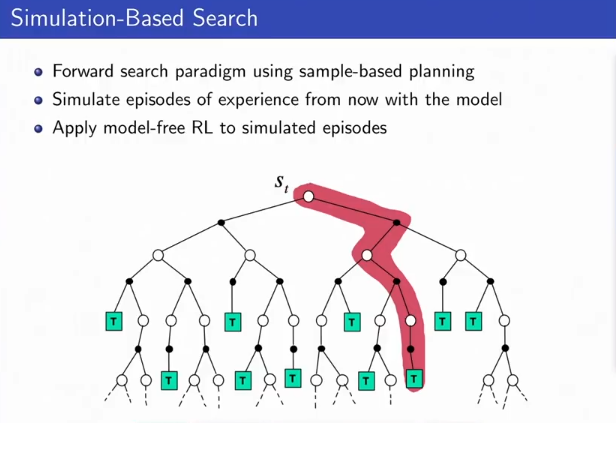 Simulation-Based Search
Forward search paradigm using sample-based planning
Simulate episodes of experience from now with the model
Apply model-free RL to simulated episodes
s_t
T T T T T
T T T T T